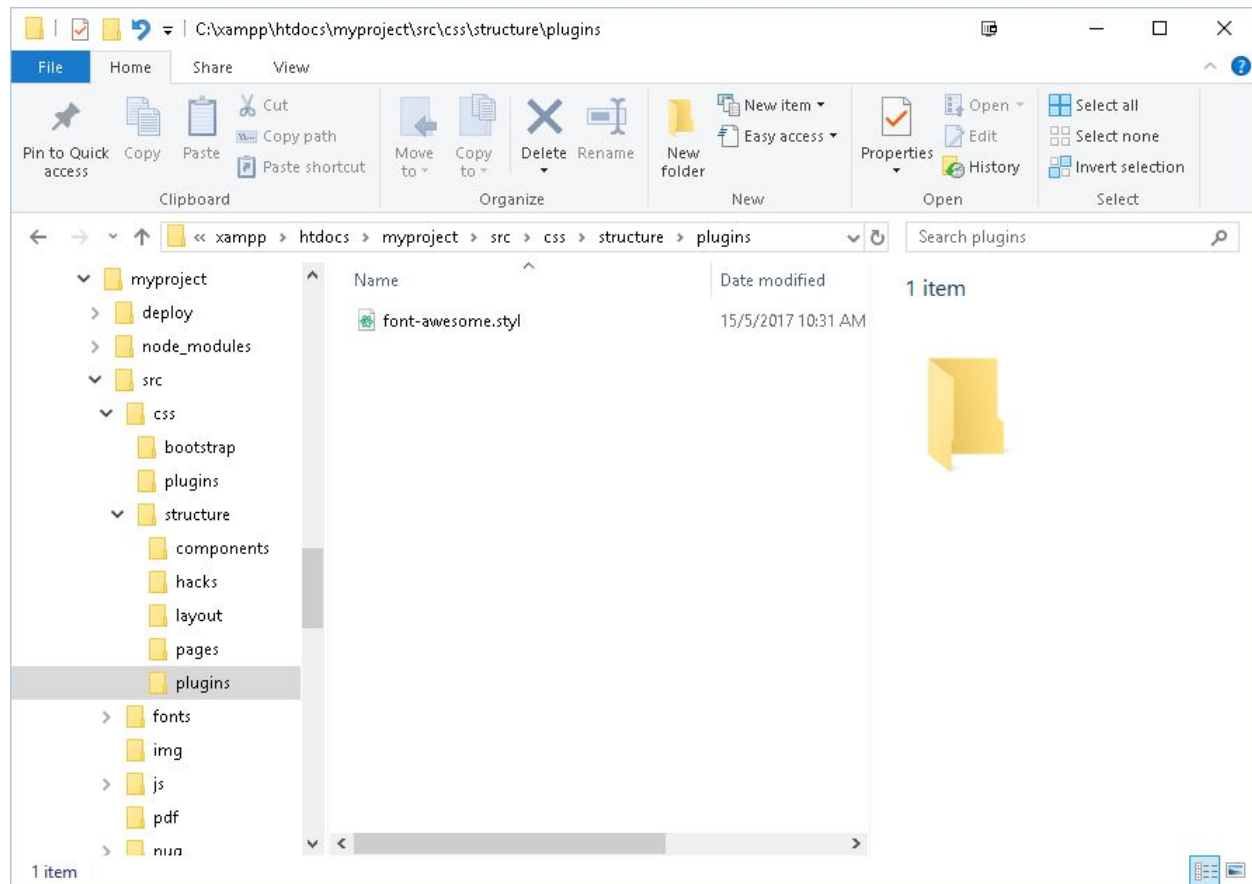 C:\xampp\htdocs\myproject\src\css\structure\plugins
File Home Share View
Pin to Quick access
Copy
Paste
Cut
Copy path
Paste shortcut
Clipboard
Move to
Copy to
Delete
Rename
Organize
New folder
New item
Easy access
New
Properties
Open
Edit
History
Open
Select all
Select none
Invert selection
Select
« xampp > htdocs > myproject > src > css > structure > plugins
Search plugins
myproject
deploy
node_modules
src
css
bootstrap
plugins
structure
components
hacks
layout
pages
plugins
fonts
img
js
pdf
Name Date modified
font-awesome.styl 15/5/2017 10:31 AM
1 item
1 item